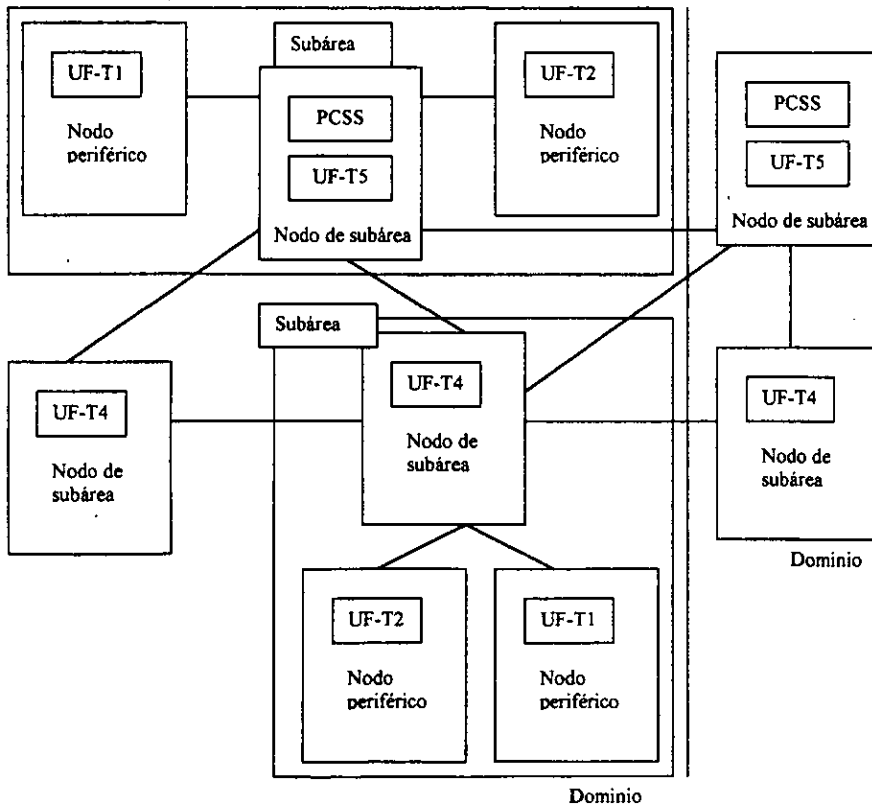 Subárea
UF-T1
Nodo
periférico
PCSS
UF-T5
Nodo de subárea
UF-T2
Nodo
periférico
PCSS
UF-T5
Nodo de subárea
Subárea
UF-T4
Nodo de
subárea
UF-T4
Nodo de
subárea
UF-T4
Nodo de
subárea
Dominio
UF-T2
Nodo
periférico
UF-T1
Nodo
periférico
Dominio